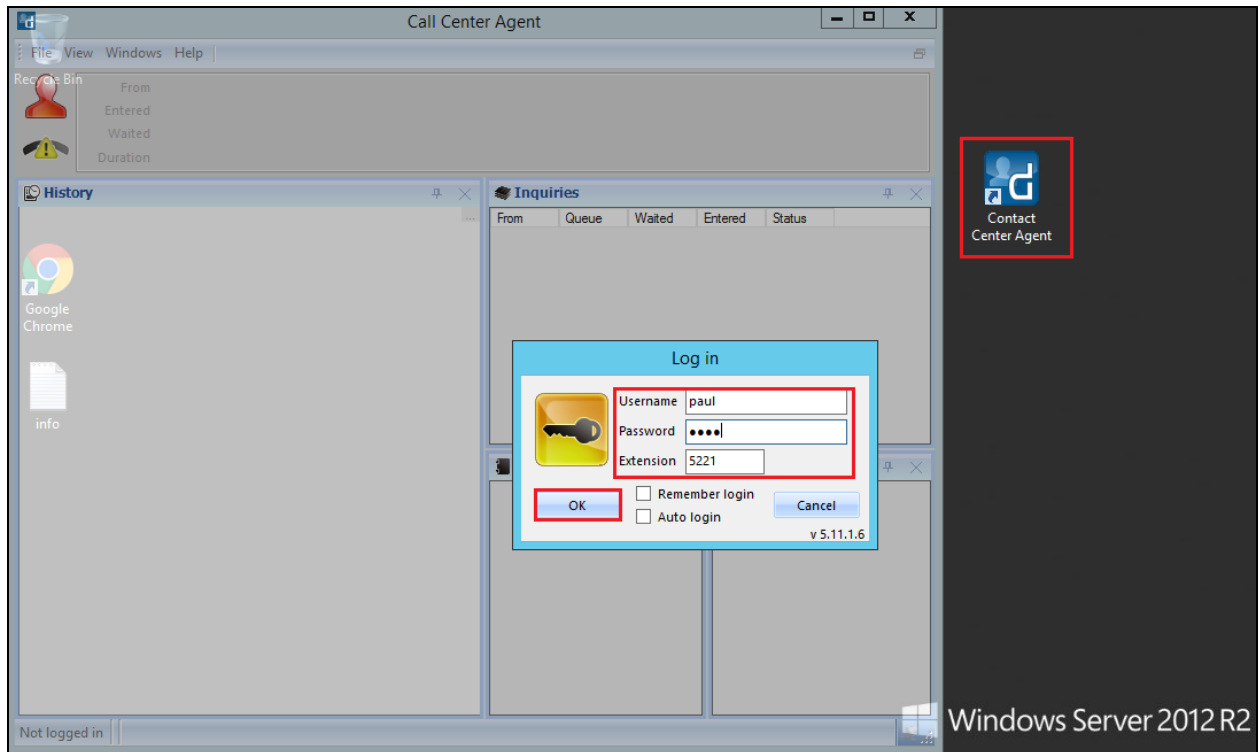 Call Center Agent
File View Windows Help
Recycle Bin
From
Entered
Waited
Duration
History
Inquiries
From Queue Waited Entered Status
Google
Chrome
info
Contact
Center Agent
Log in
Username paul
Password ••••
Extension 5221
OK
Remember login
Auto login
Cancel
v 5.11.1.6
Not logged in
Windows Server 2012 R2